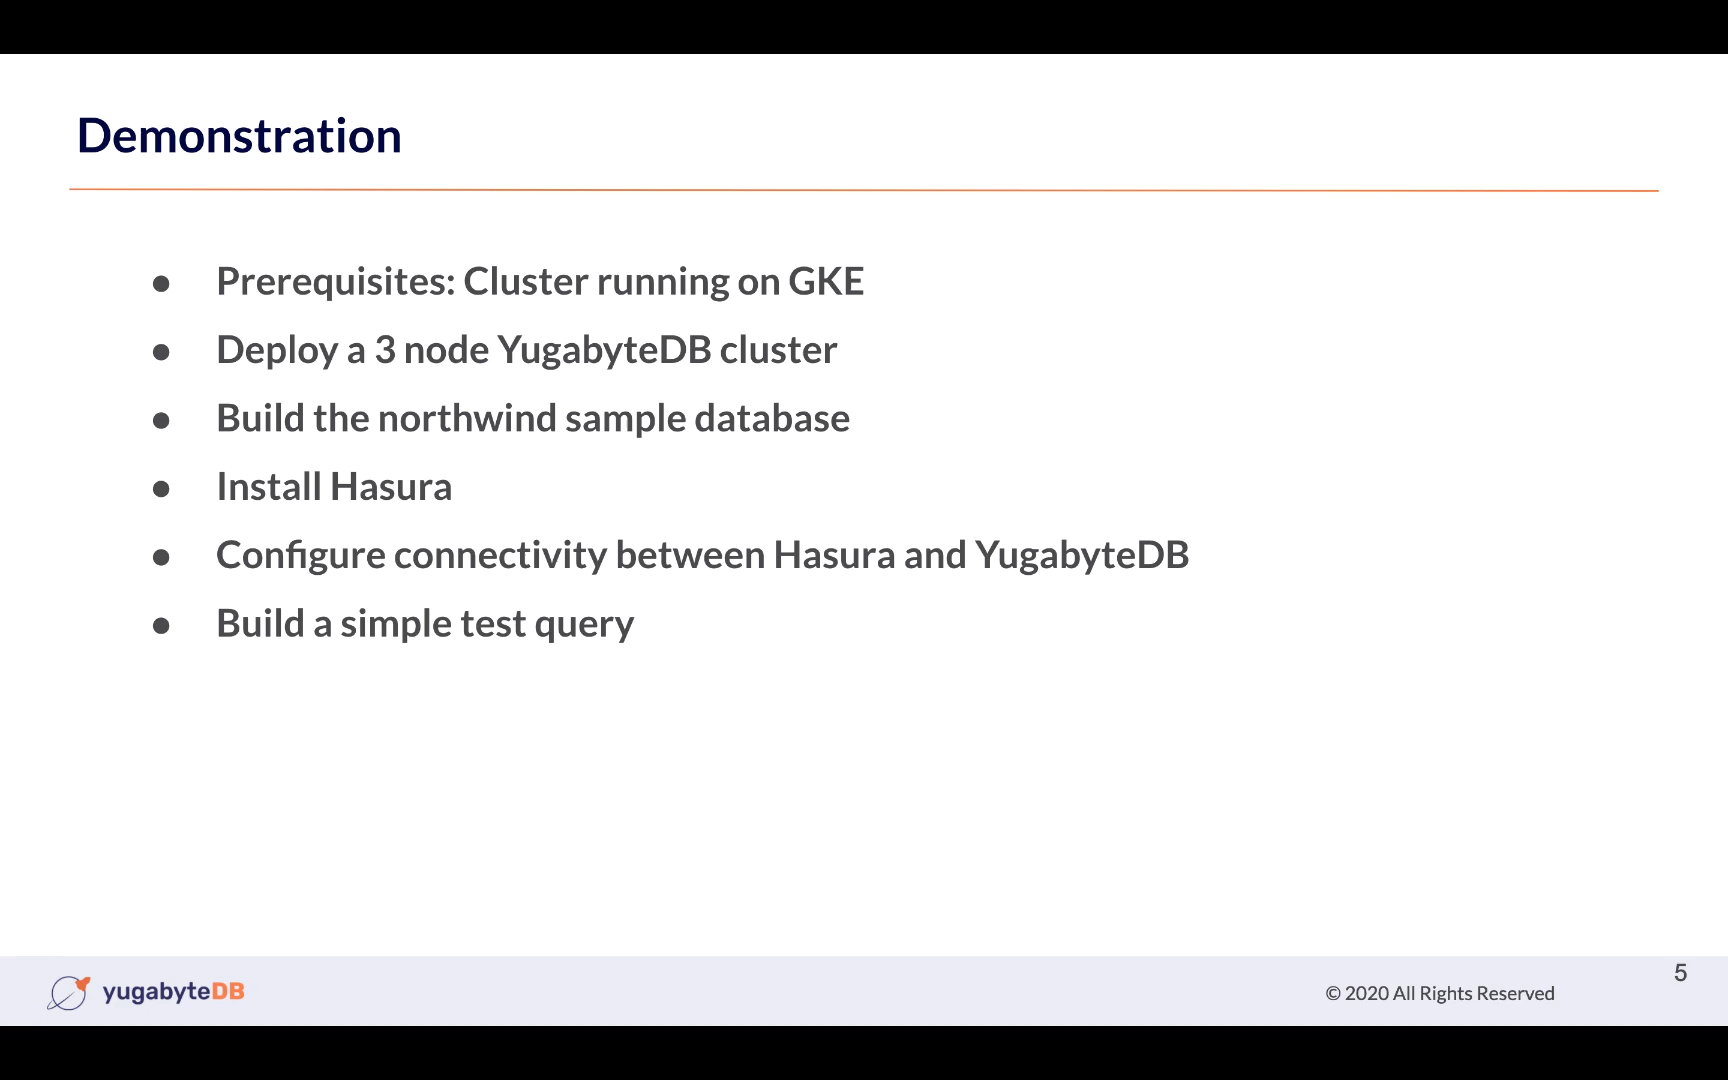 Demonstration
● Prerequisites: Cluster running on GKE
● Deploy a 3 node YugabyteDB cluster
● Build the northwind sample database
● Install Hasura
● Configure connectivity between Hasura and YugabyteDB
● Build a simple test query
yugabyteDB
© 2020 All Rights Reserved
5